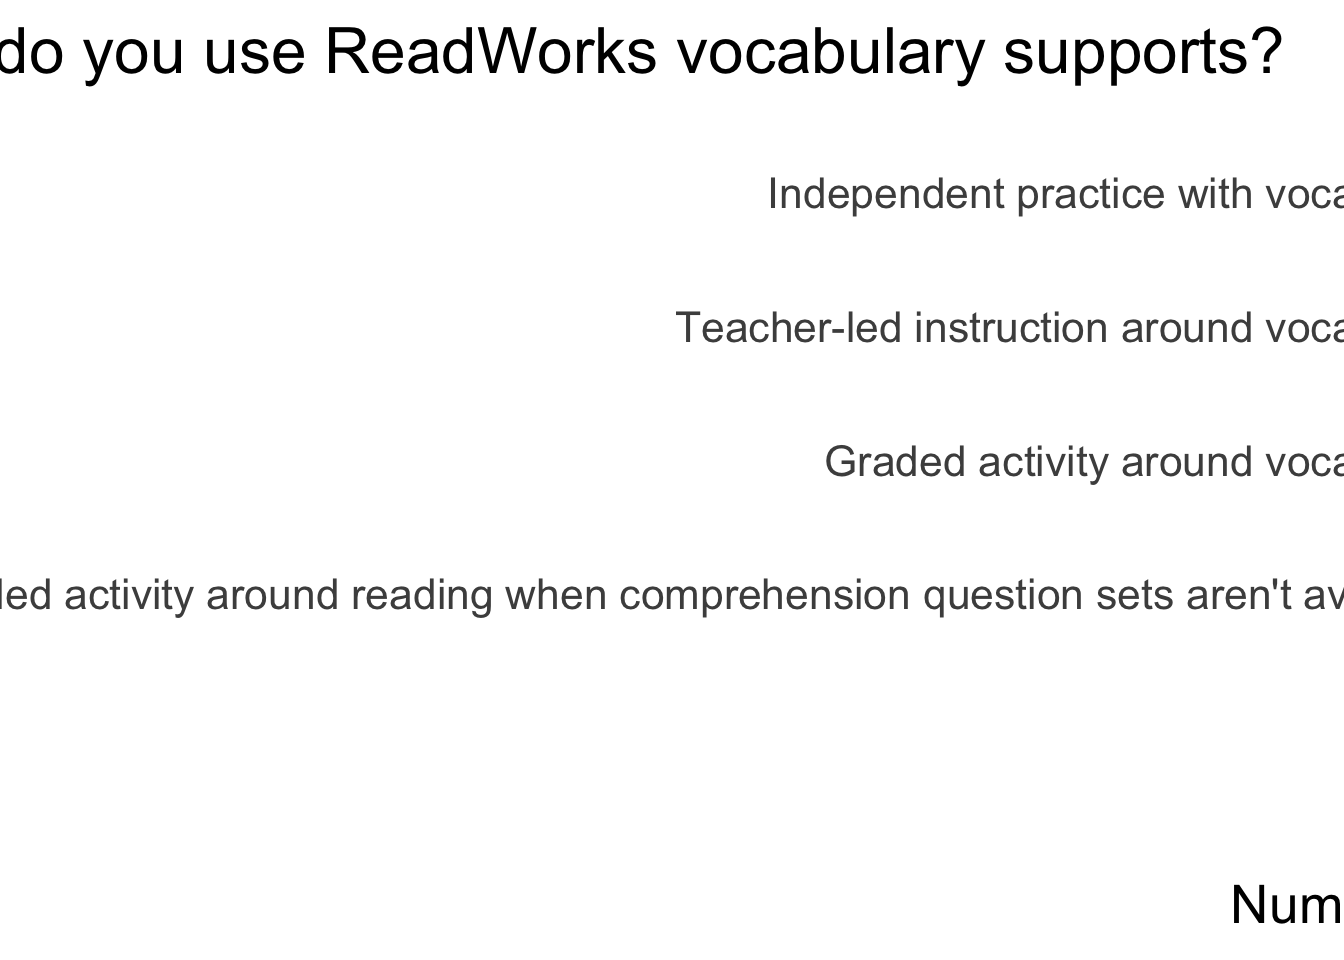 do you use ReadWorks vocabulary supports?
Independent practice with voca
Teacher-led instruction around voca
Graded activity around voca
led activity around reading when comprehension question sets aren't av
Num